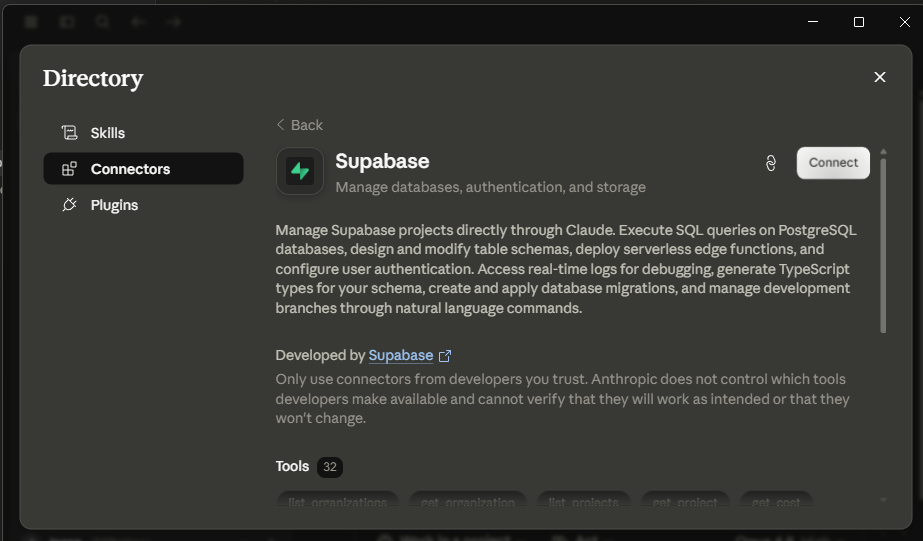 Directory
Skills
Connectors
Plugins
Back
Supabase
Connect
Manage databases, authentication, and storage
Manage Supabase projects directly through Claude. Execute SQL queries on PostgreSQL
databases, design and modify table schemas, deploy serverless edge functions, and
configure user authentication. Access real-time logs for debugging, generate TypeScript
types for your schema, create and apply database migrations, and manage development
branches through natural language commands.
Developed by Supabase
Only use connectors from developers you trust. Anthropic does not control which tools
developers make available and cannot verify that they will work as intended or that they
won't change.
Tools 32
list_organizations get_organization list_projects get_project get_cost